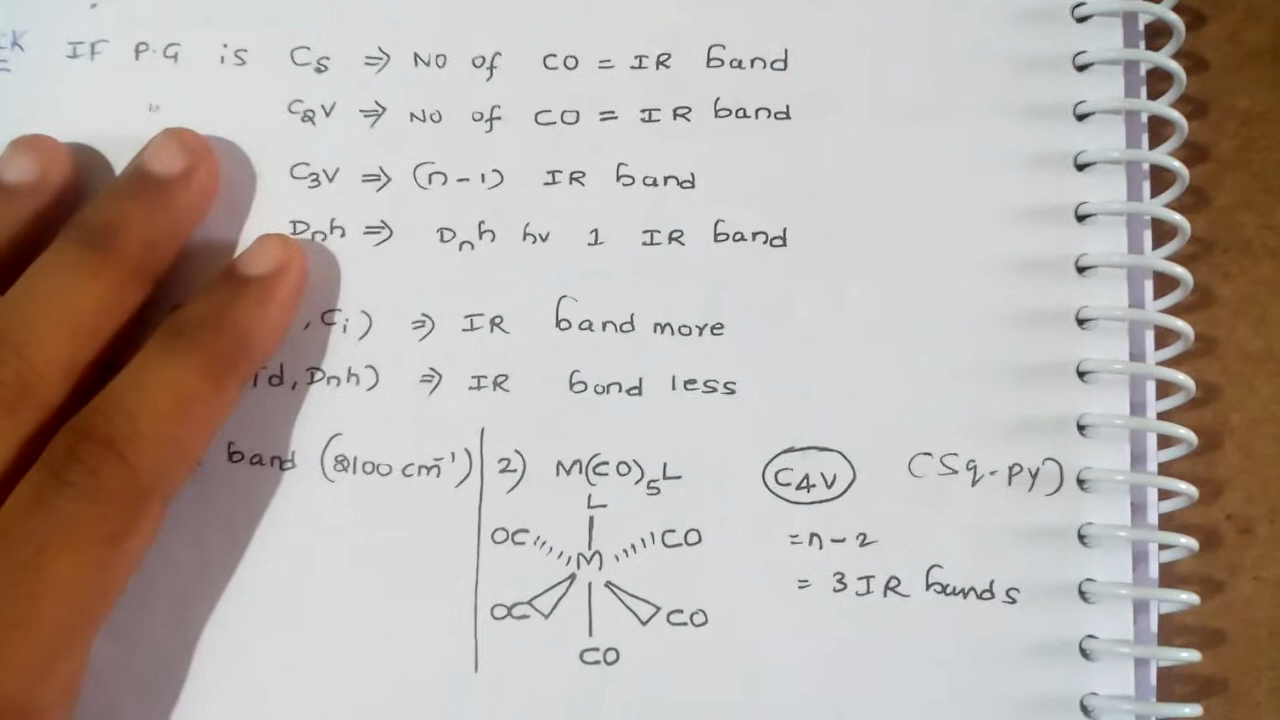 IF P.G is Cs ⇒ NO of CO = IR band
" C2V ⇒ NO of CO = IR band
C3V ⇒ (n-1) IR band
Dnh ⇒ Dnh hv 1 IR band
, Ci) ⇒ IR band more
d, Dnh) ⇒ IR bond less
band (2100 cm⁻¹)
2) M(CO)5L C4V (Sq-py)
L
OC CO
M
OC CO
CO
= n-2
= 3 IR bands